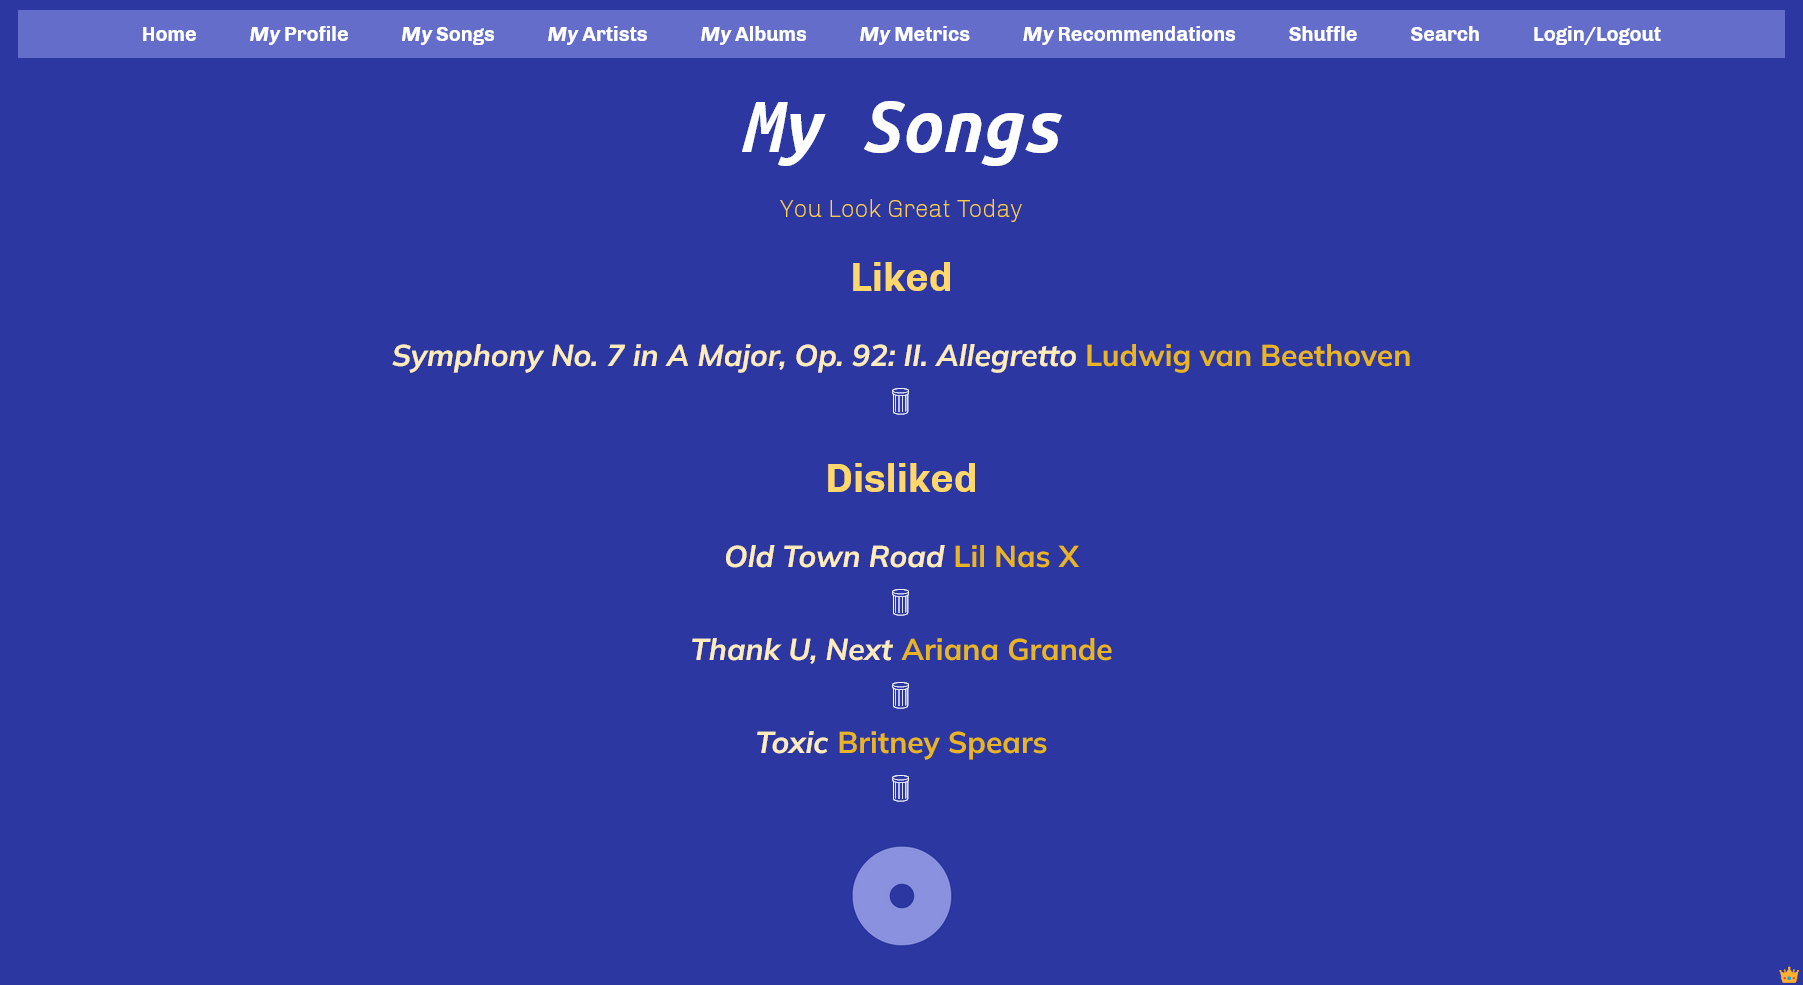 Home My Profile My Songs My Artists My Albums My Metrics My Recommendations Shuffle Search Login/Logout
My Songs
You Look Great Today
Liked
Symphony No. 7 in A Major, Op. 92: II. Allegretto Ludwig van Beethoven
Disliked
Old Town Road Lil Nas X
Thank U, Next Ariana Grande
Toxic Britney Spears